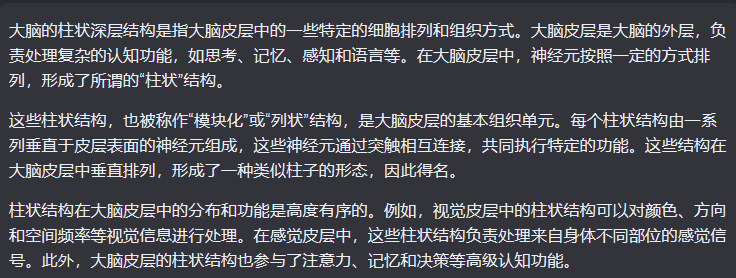 大脑的柱状深层结构是指大脑皮层中的一些特定的细胞排列和组织方式。大脑皮层是大脑的外层，负
责处理复杂的认知功能，如思考、记忆、感知和语言等。在大脑皮层中，神经元按照一定的方式排
列，形成了所谓的“柱状”结构。
这些柱状结构，也被称作“模块化”或“列状”结构，是大脑皮层的基本组织单元。每个柱状结构由一系
列垂直于皮层表面的神经元组成，这些神经元通过突触相互连接，共同执行特定的功能。这些结构在
大脑皮层中垂直排列，形成了一种类似柱子的形态，因此得名。
柱状结构在大脑皮层中的分布和功能是高度有序的。例如，视觉皮层中的柱状结构可以对颜色、方向
和空间频率等视觉信息进行处理。在感觉皮层中，这些柱状结构负责处理来自身体不同部位的感觉信
号。此外，大脑皮层的柱状结构也参与了注意力、记忆和决策等高级认知功能。